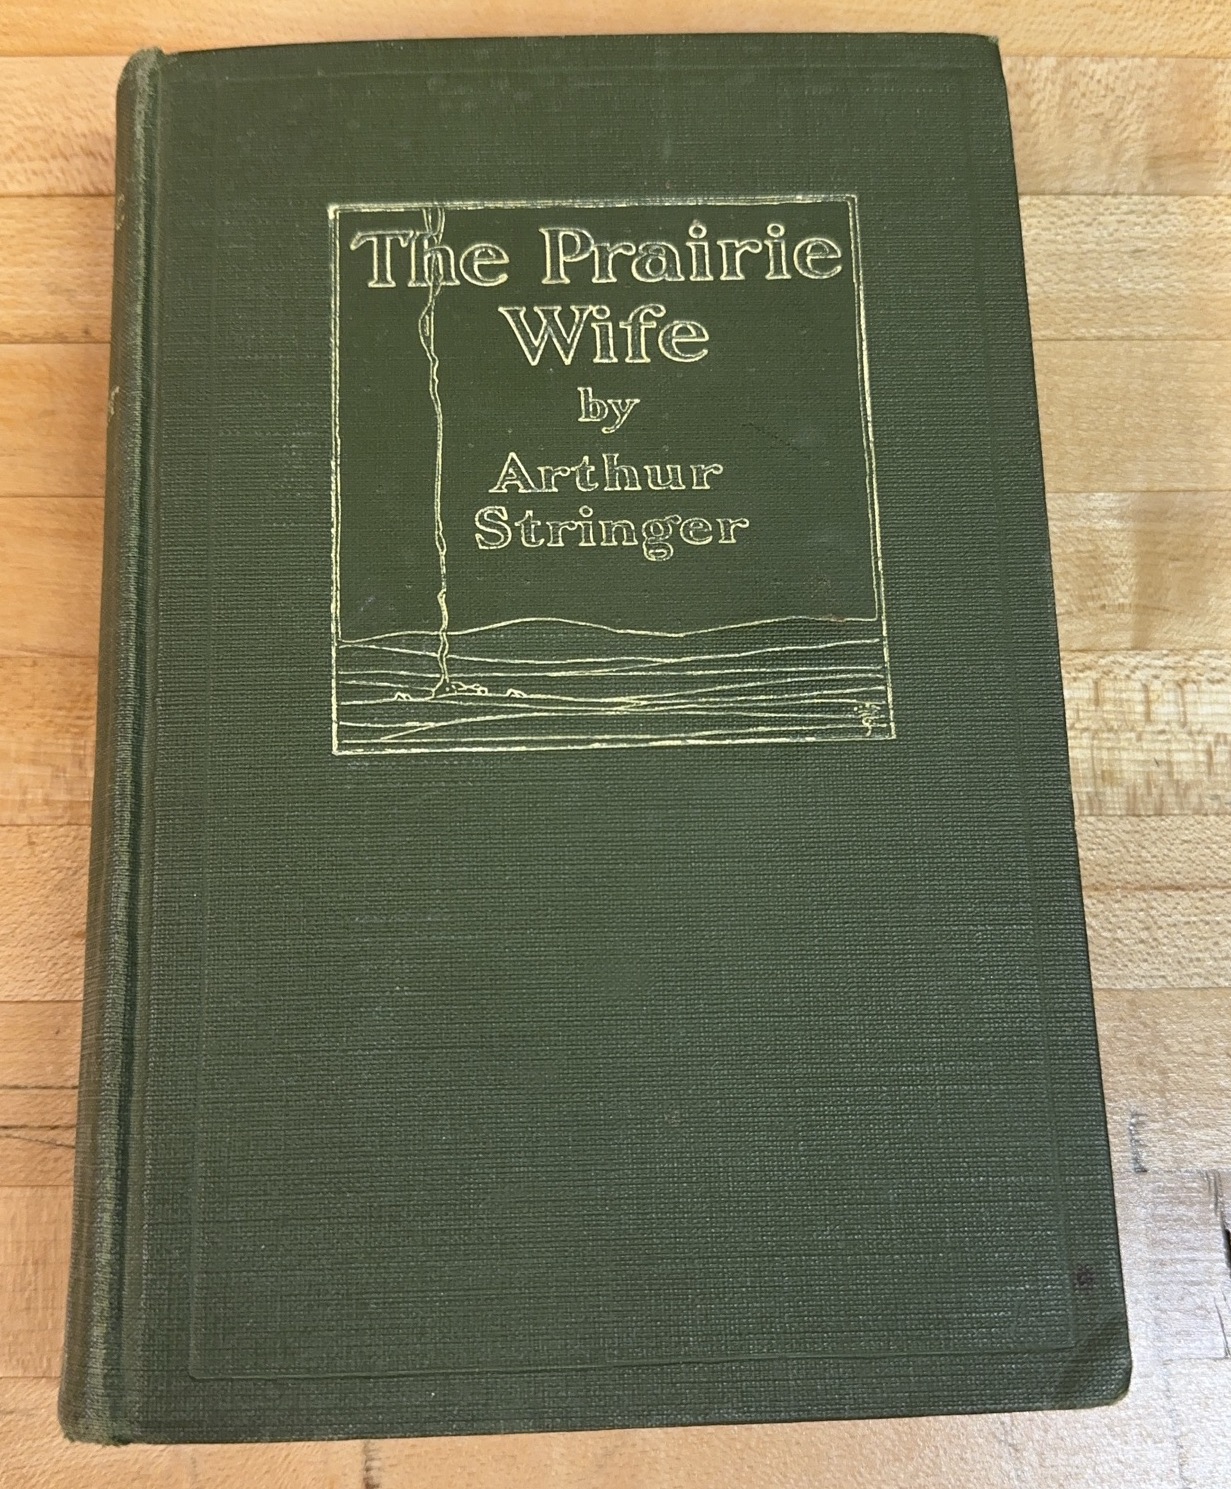 The Prairie
Wife
by
Arthur
Stringer